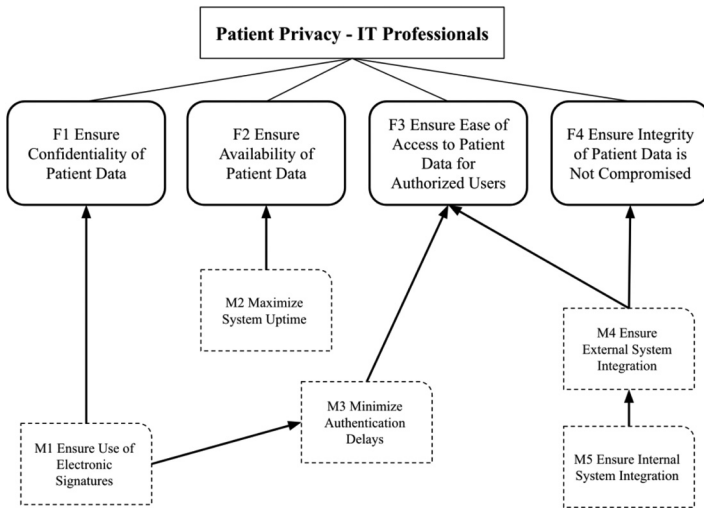 Patient Privacy - IT Professionals
F1 Ensure
Confidentiality of
Patient Data
F2 Ensure
Availability of
Patient Data
F3 Ensure Ease of
Access to Patient
Data for
Authorized Users
F4 Ensure Integrity
of Patient Data is
Not Compromised
M2 Maximize
System Uptime
M4 Ensure
External System
Integration
M3 Minimize
Authentication
Delays
M1 Ensure Use of
Electronic
Signatures
M5 Ensure Internal
System Integration